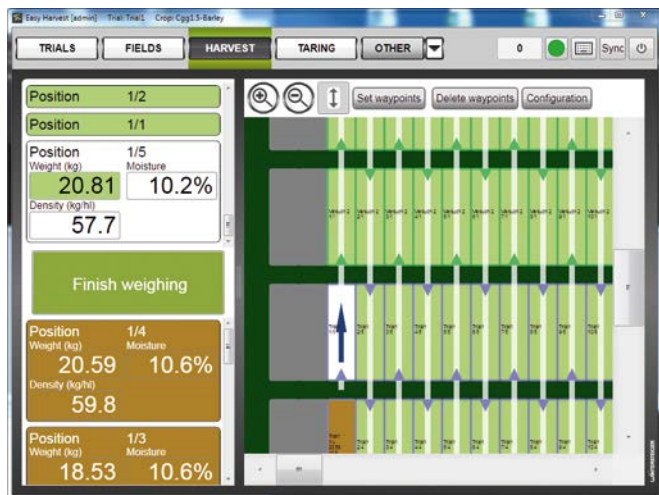 Easy Harvest [admin] Trial: Trial1 Crop: Cgg1.5-Barley
TRIALS FIELDS HARVEST TARING OTHER 0 Sync
Position 1/2
Position 1/1
Position 1/5
Weight (kg) Moisture
20.81 10.2%
Density (kg/hl)
57.7
Finish weighing
Position 1/4
Weight (kg) Moisture
20.59 10.6%
Density (kg/hl)
59.8
Position 1/3
Weight (kg) Moisture
18.53 10.6%
Set waypoints Delete waypoints Configuration
WINTERSTEIGER